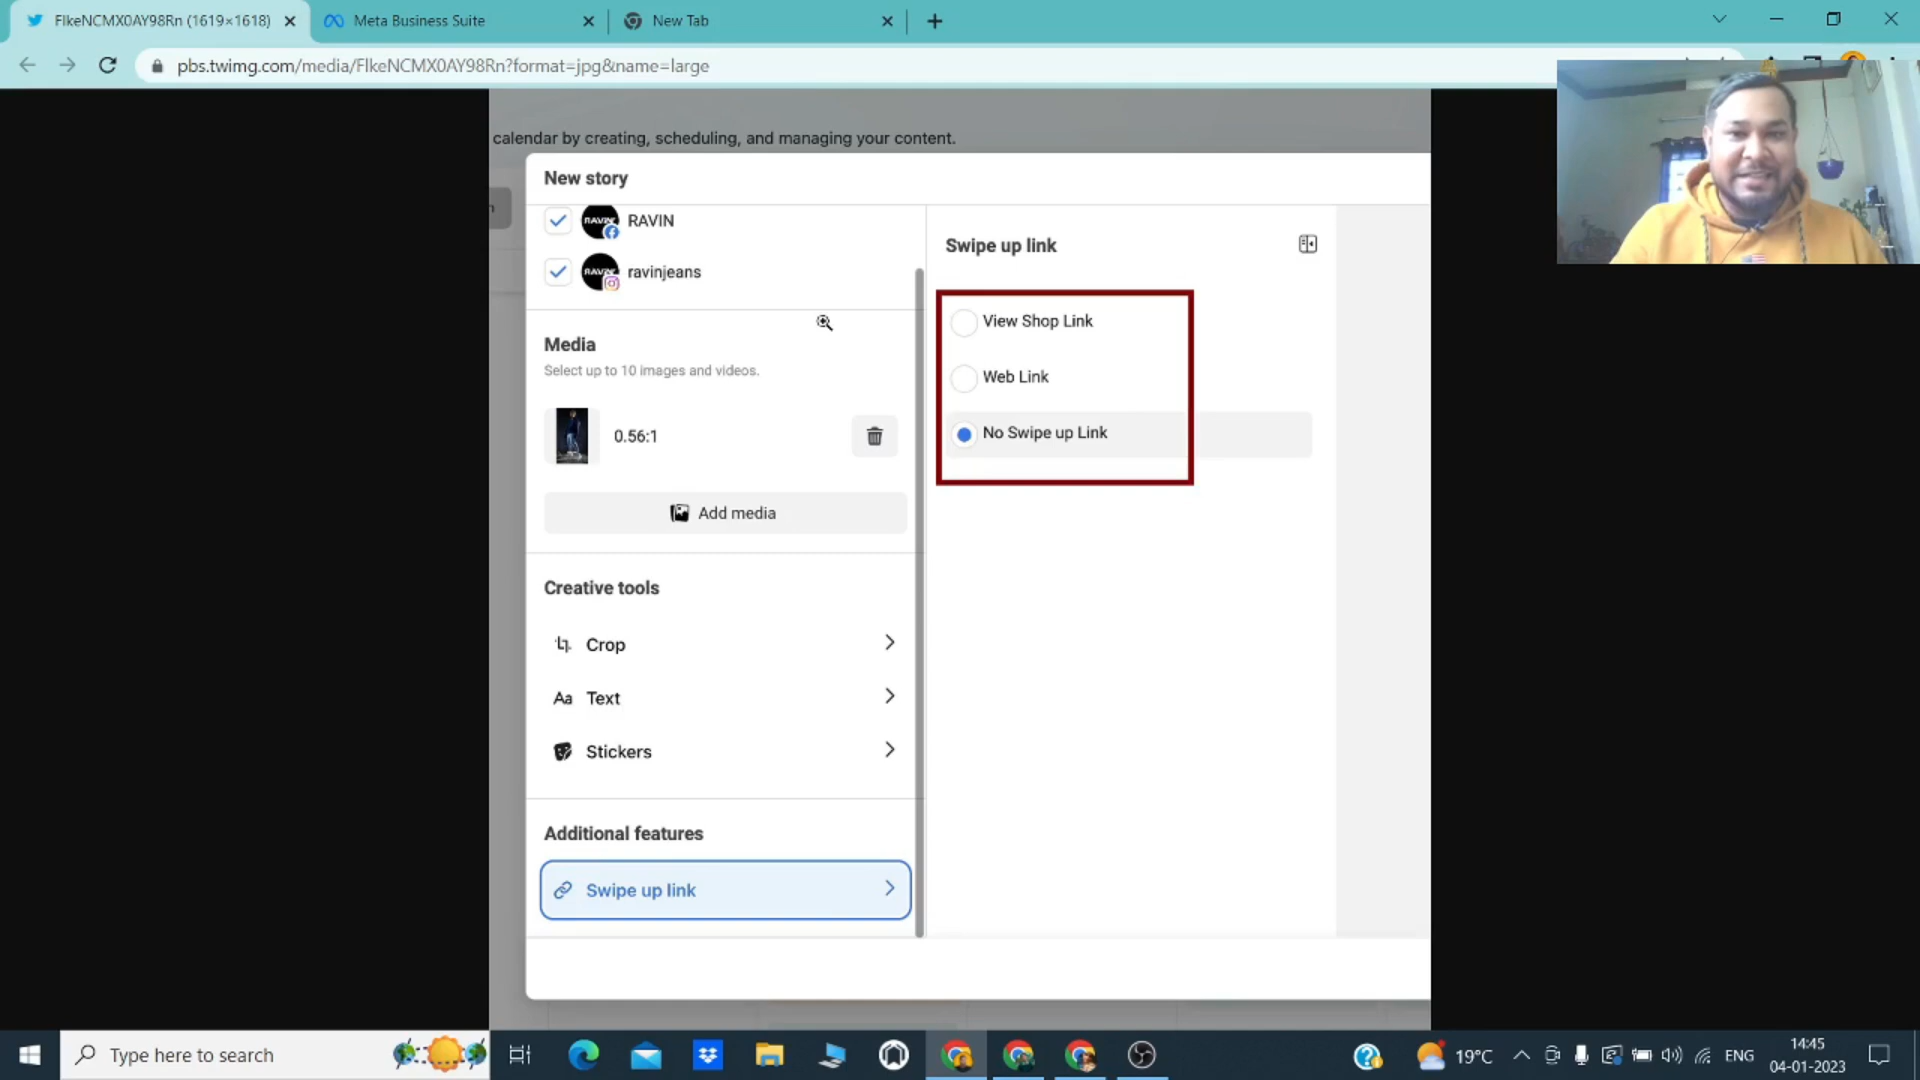 FlkeNCMX0AY98Rn (1619×1618)
Meta Business Suite
New Tab
pbs.twimg.com/media/FlkeNCMX0AY98Rn?format=jpg&name=large
calendar by creating, scheduling, and managing your content.
New story
RAVIN
ravinjeans
Media
Select up to 10 images and videos.
0.56:1
Add media
Creative tools
Crop
Aa Text
Stickers
Additional features
Swipe up link
Swipe up link
View Shop Link
Web Link
No Swipe up Link
Type here to search
19°C
ENG
14:45
04-01-2023